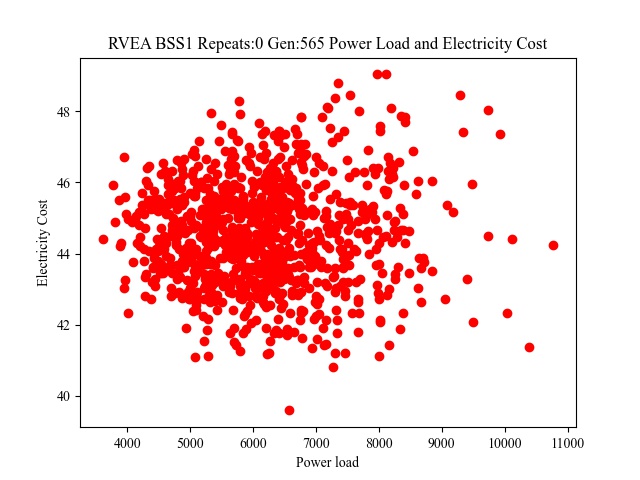 RVEA BSS1 Repeats:0 Gen:565 Power Load and Electricity Cost
48
46
44
42
40
Electricity Cost
4000 5000 6000 7000 8000 9000 10000 11000
Power load